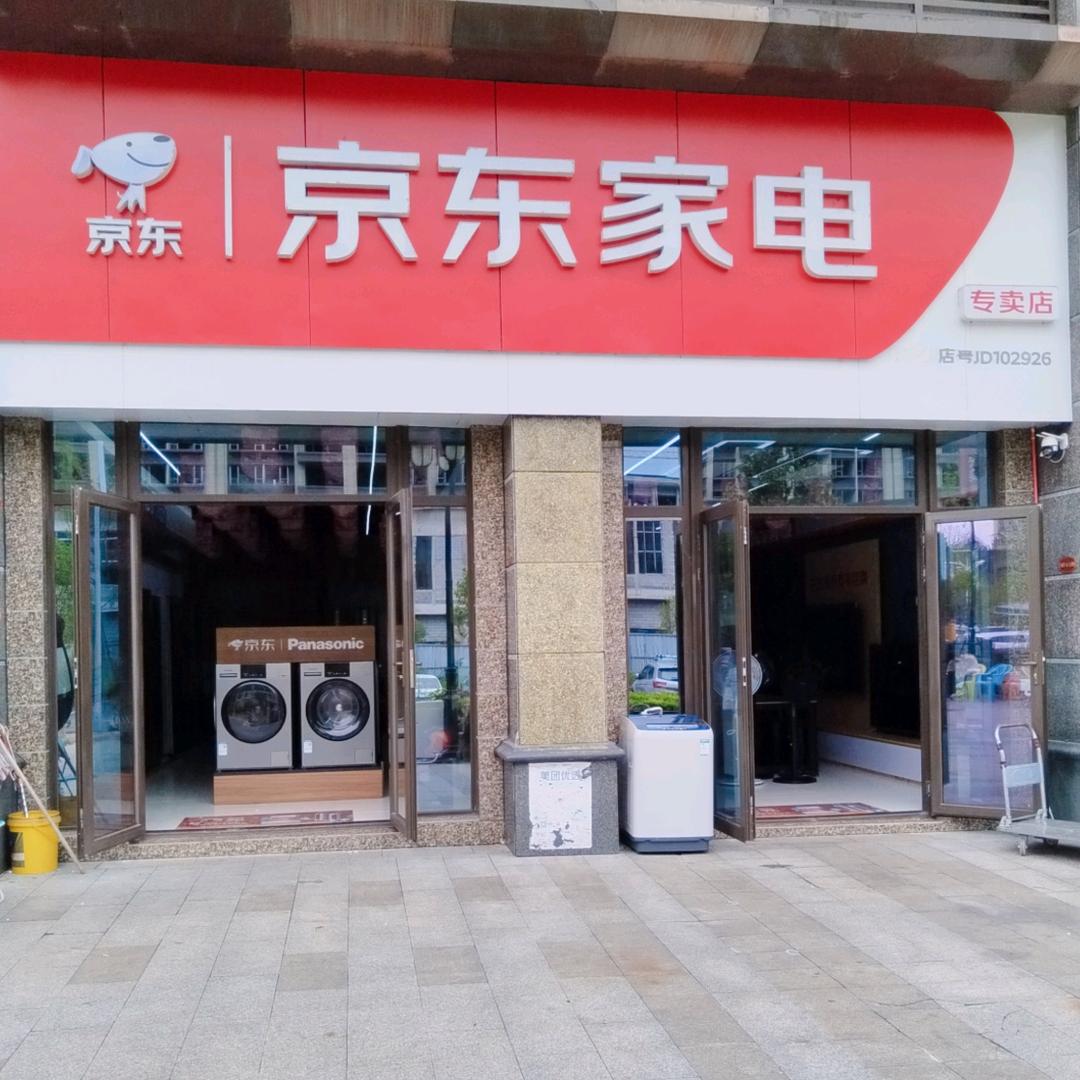 京东
京东家电
专卖店
店号JD102926
京东 Panasonic
美团优选